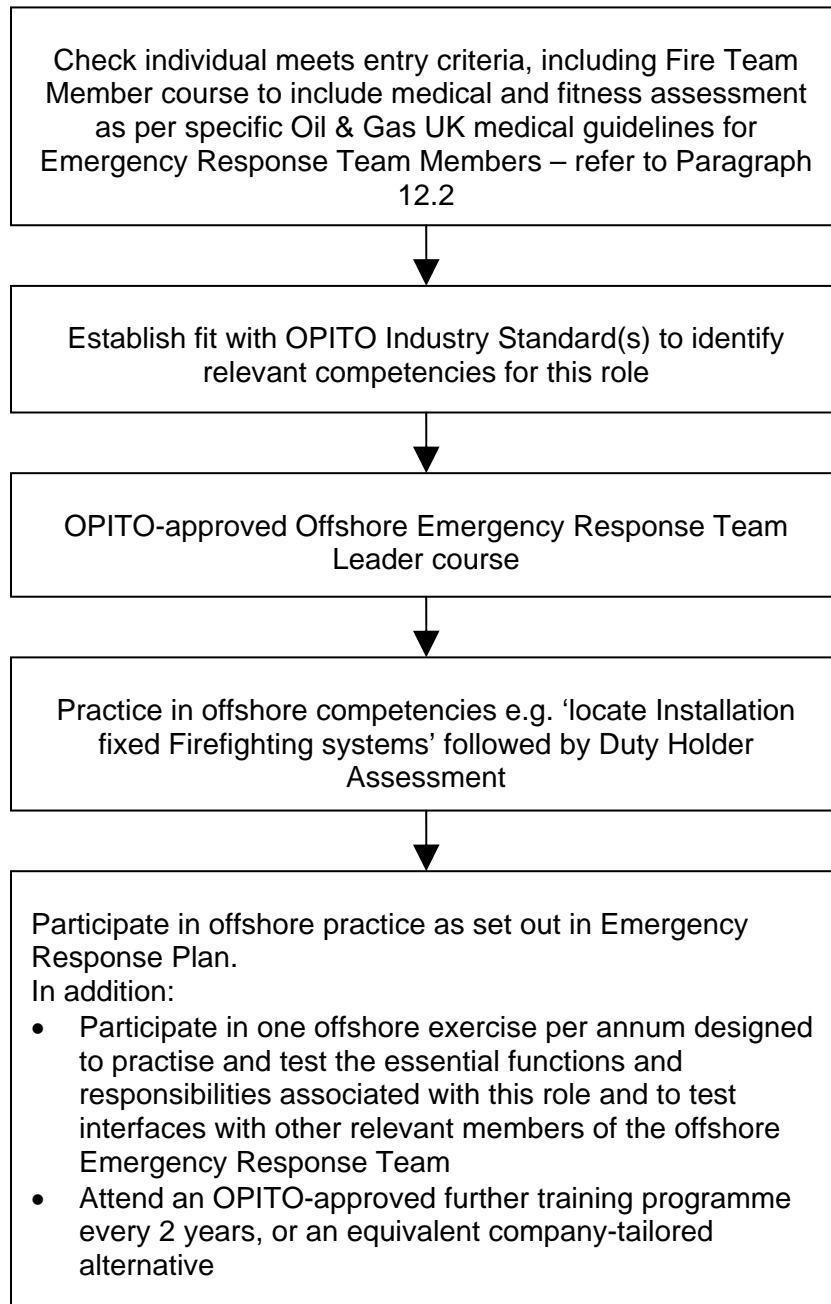 Check individual meets entry criteria, including Fire Team
Member course to include medical and fitness assessment
as per specific Oil & Gas UK medical guidelines for
Emergency Response Team Members – refer to Paragraph
12.2
Establish fit with OPITO Industry Standard(s) to identify
relevant competencies for this role
OPITO-approved Offshore Emergency Response Team
Leader course
Practice in offshore competencies e.g. ‘locate Installation
fixed Firefighting systems’ followed by Duty Holder
Assessment
Participate in offshore practice as set out in Emergency
Response Plan.
In addition:
• Participate in one offshore exercise per annum designed
to practise and test the essential functions and
responsibilities associated with this role and to test
interfaces with other relevant members of the offshore
Emergency Response Team
• Attend an OPITO-approved further training programme
every 2 years, or an equivalent company-tailored
alternative